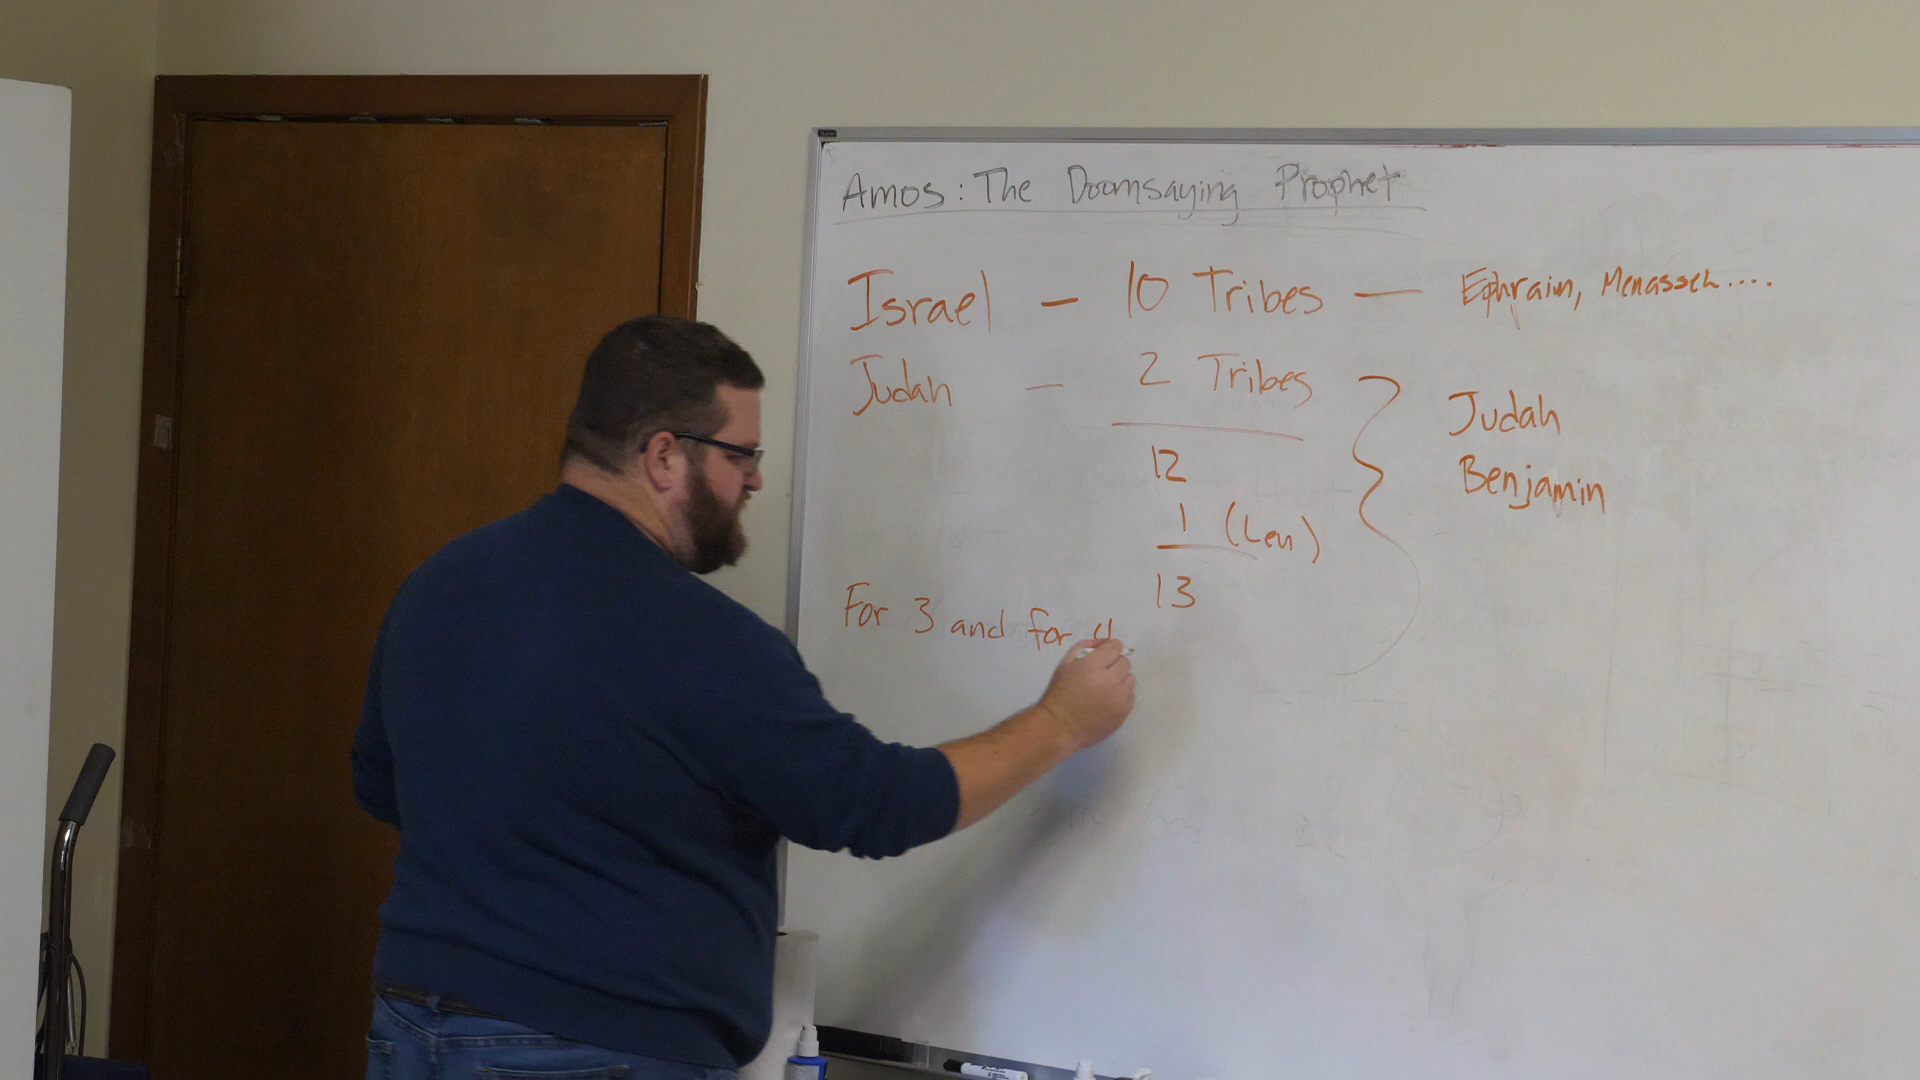 Amos: The Doomsaying Prophet
Israel — 10 Tribes — Ephraim, Menasseh....
Judah — 2 Tribes
Judah
12
Benjamin
1 (Levi)
13
For 3 and for 4